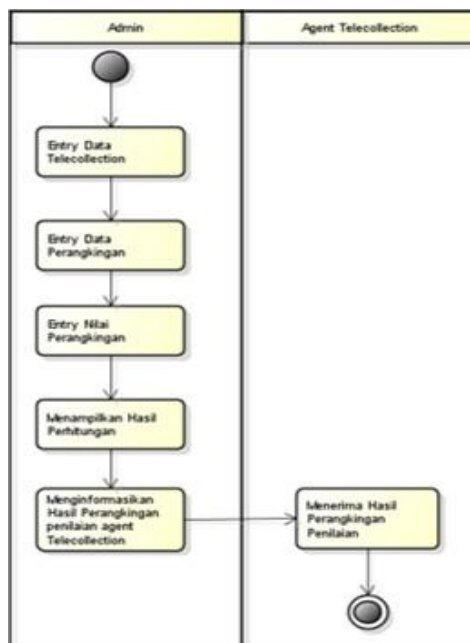 Admin
Agent Telecollection
Entry Data
Telecollection
Entry Data
Perangkingan
Entry Nilai
Perangkingan
Menampilkan Hasil
Perhitungan
Menginformasikan
Hasil Perangkingan
penilaian agent
Telecollection
Menerima Hasil
Perangkingan
Penilaian